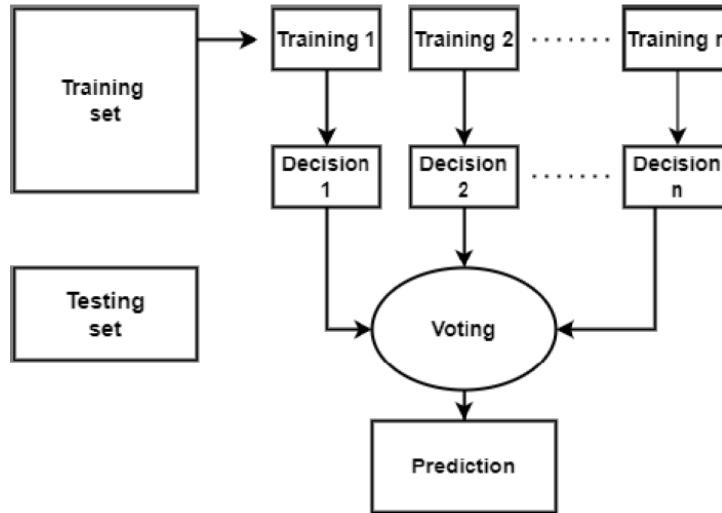 Training 1
Training 2
Training n
Training
set
Decision
1
Decision
2
Decision
n
Testing
set
Voting
Prediction